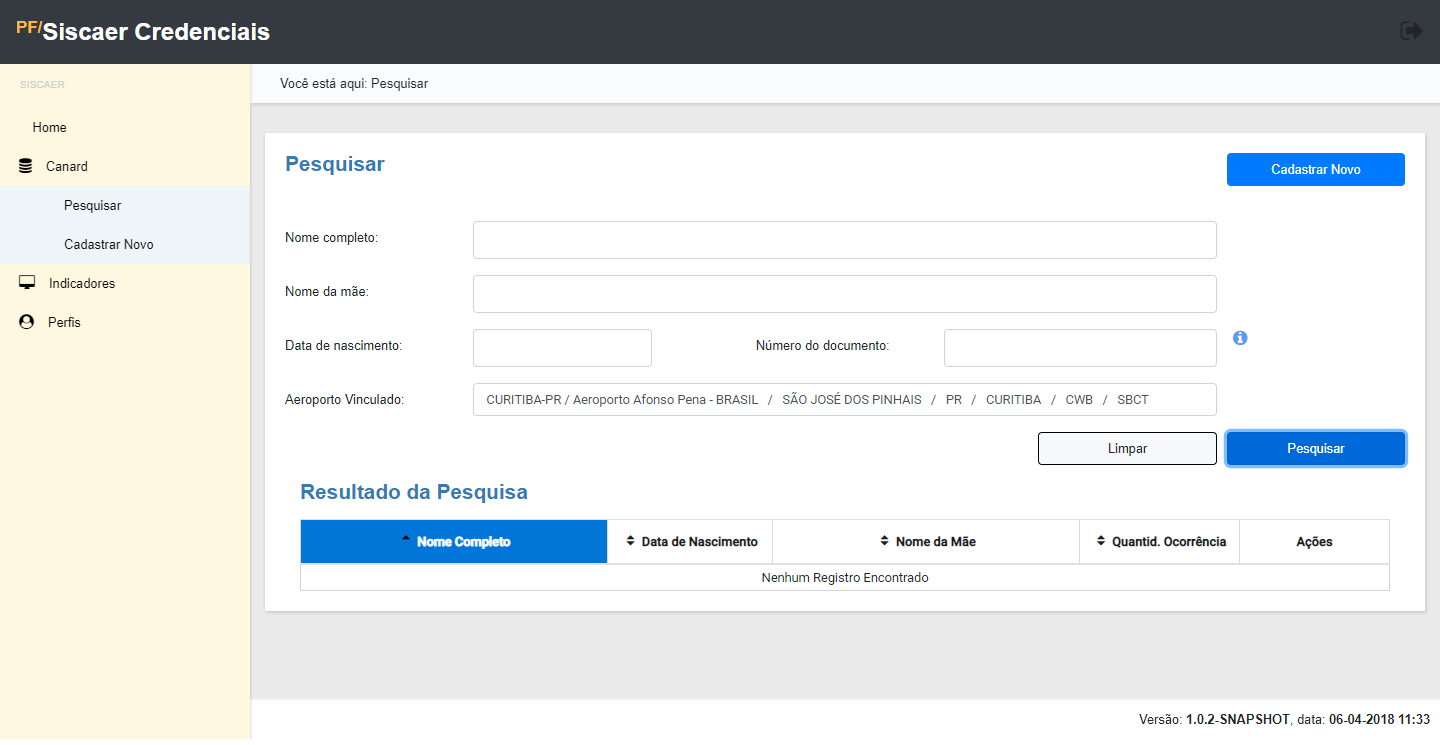 PF/Siscaer Credenciais
SISCAER
Home
Canard
Pesquisar
Cadastrar Novo
Indicadores
Perfis
Você está aqui: Pesquisar
Pesquisar
Cadastrar Novo
Nome completo:
Nome da mãe:
Data de nascimento: Número do documento:
Aeroporto Vinculado: CURITIBA-PR / Aeroporto Afonso Pena - BRASIL / SÃO JOSÉ DOS PINHAIS / PR / CURITIBA / CWB / SBCT
Limpar Pesquisar
Resultado da Pesquisa
Nome Completo Data de Nascimento Nome da Mãe Quantid. Ocorrência Ações
Nenhum Registro Encontrado
Versão: 1.0.2-SNAPSHOT, data: 06-04-2018 11:33